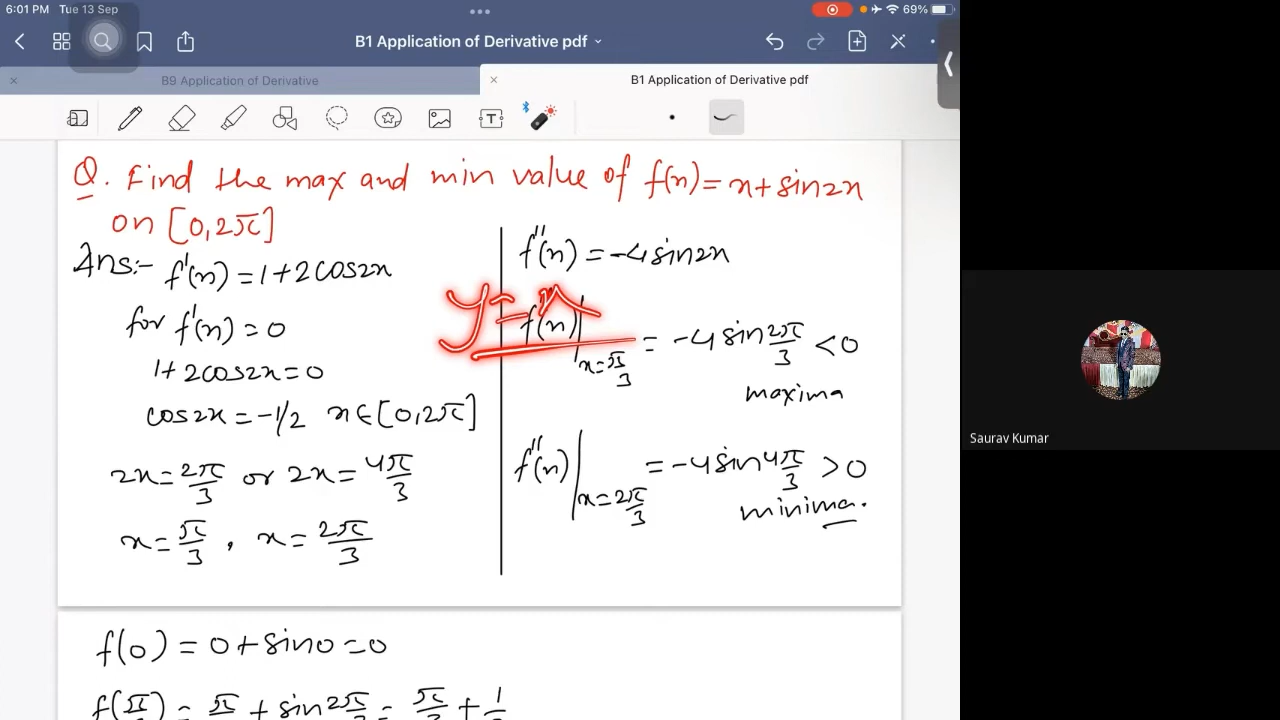 6:01 PM Tue 13 Sep
69%
B1 Application of Derivative pdf
B9 Application of Derivative
B1 Application of Derivative pdf
Q. Find the max and min value of f(x) = x + sin2x
on [0, 2π]
Ans:- f'(x) = 1 + 2cos2x
for f'(x) = 0
1 + 2cos2x = 0
cos2x = -1/2 x ∈ [0, 2π]
2x = 2π/3 or 2x = 4π/3
x = π/3 , x = 2π/3
f''(x) = -4 sin2x
y =
f''(x)| x = π/3 = -4 sin 2π/3 < 0
maxima
f''(x)| x = 2π/3 = -4 sin 4π/3 > 0
minima.
f(0) = 0 + sin0 = 0
Saurav Kumar